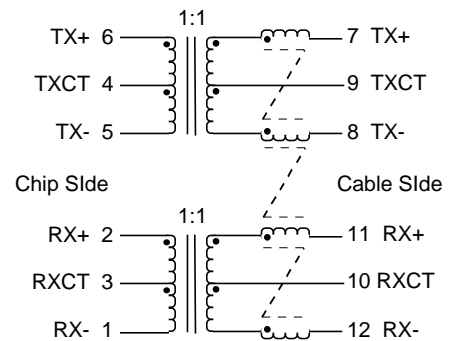 1:1
TX+ 6
7 TX+
TXCT 4
9 TXCT
TX- 5
8 TX-
Chip SIde
Cable SIde
1:1
RX+ 2
11 RX+
RXCT 3
10 RXCT
RX- 1
12 RX-